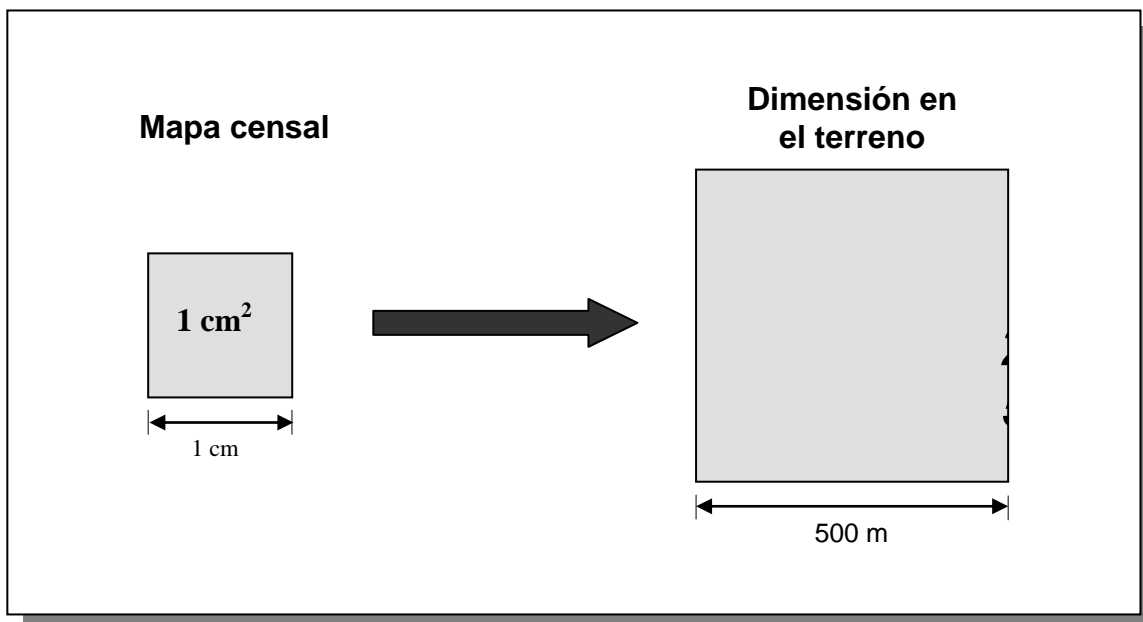 Mapa censal
Dimensión en
el terreno
1 cm²
1 cm
500 m